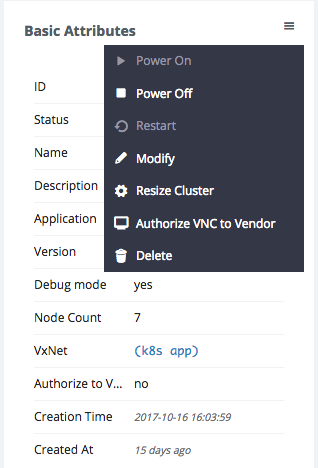 Basic Attributes
Power On
ID
Power Off
Status
Restart
Name
Modify
Description
Resize Cluster
Application
Authorize VNC to Vendor
Version
Delete
Debug mode yes
Node Count 7
VxNet (k8s app)
Authorize to V... no
Creation Time 2017-10-16 16:03:59
Created At 15 days ago